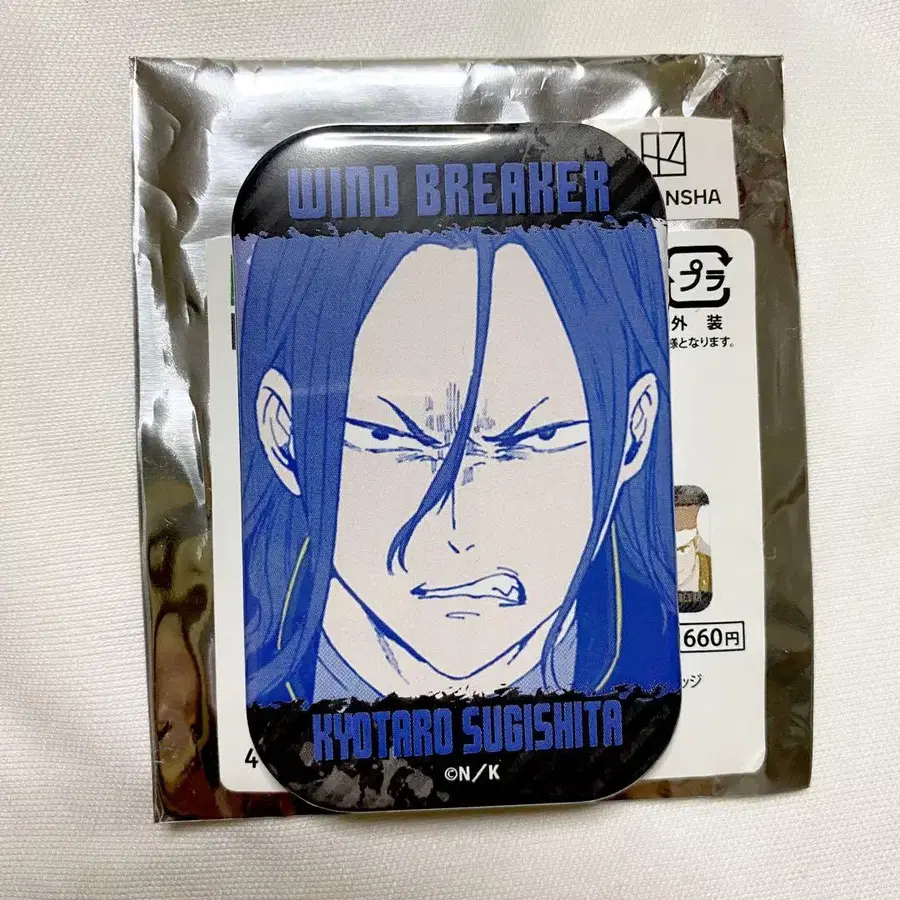 WIND BREAKER
NSHA
プラ
外 装
様となります。
660円
ッジ
4
KYOTARO SUGISHITA
©N/K